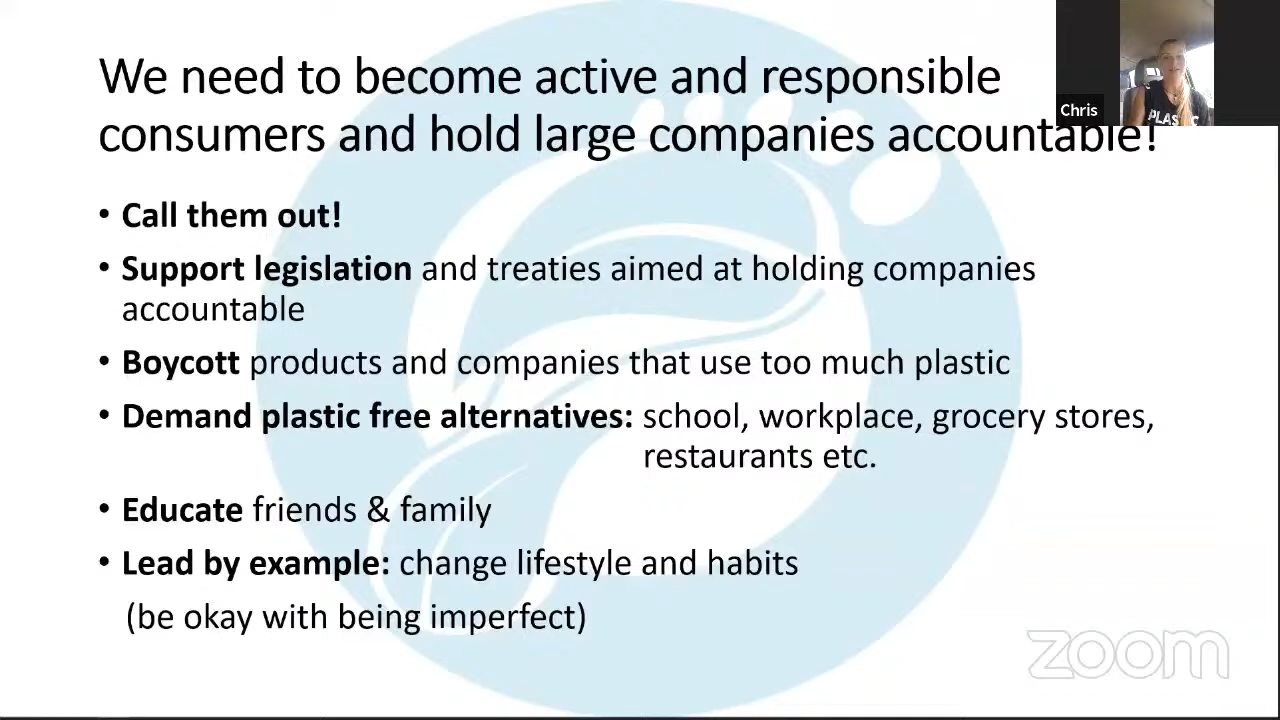 We need to become active and responsible
consumers and hold large companies accountable!
Chris
PLASTIC
• Call them out!
• Support legislation and treaties aimed at holding companies
accountable
• Boycott products and companies that use too much plastic
• Demand plastic free alternatives: school, workplace, grocery stores,
restaurants etc.
• Educate friends & family
• Lead by example: change lifestyle and habits
(be okay with being imperfect)
zoom